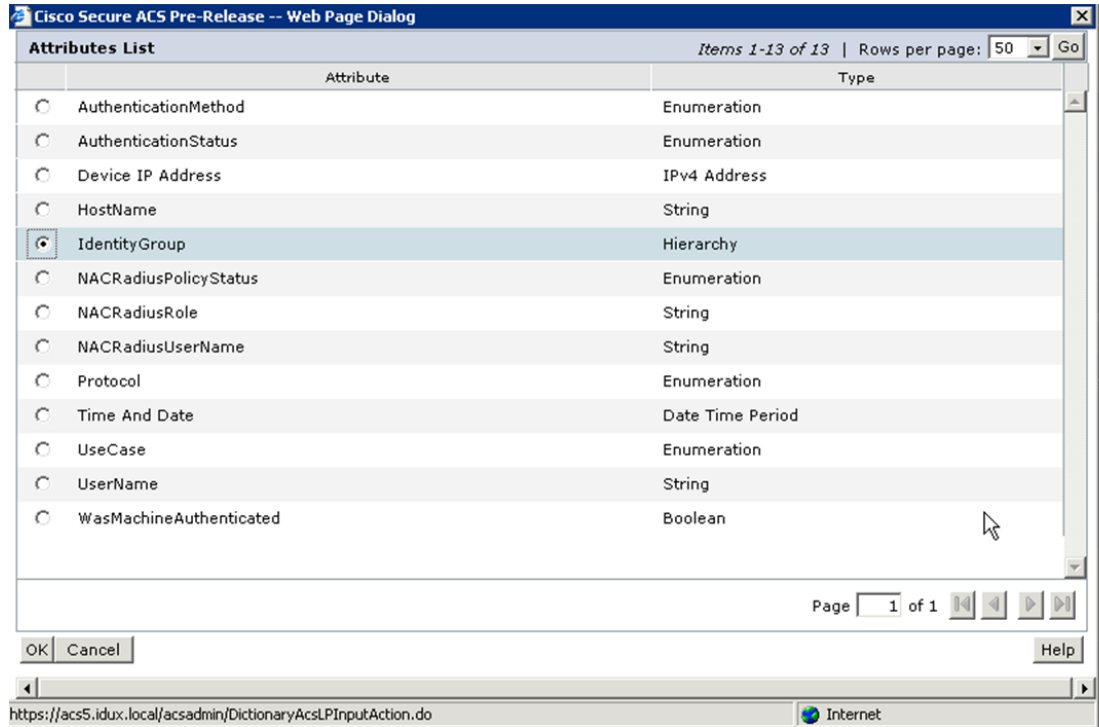 Cisco Secure ACS Pre-Release -- Web Page Dialog
Attributes List Items 1-13 of 13 | Rows per page: 50 Go
Attribute Type
AuthenticationMethod Enumeration
AuthenticationStatus Enumeration
Device IP Address IPv4 Address
HostName String
IdentityGroup Hierarchy
NACRadiusPolicyStatus Enumeration
NACRadiusRole String
NACRadiusUserName String
Protocol Enumeration
Time And Date Date Time Period
UseCase Enumeration
UserName String
WasMachineAuthenticated Boolean
Page 1 of 1
OK Cancel Help
https://acs5.idux.local/acsadmin/DictionaryAcsLPInputAction.do Internet